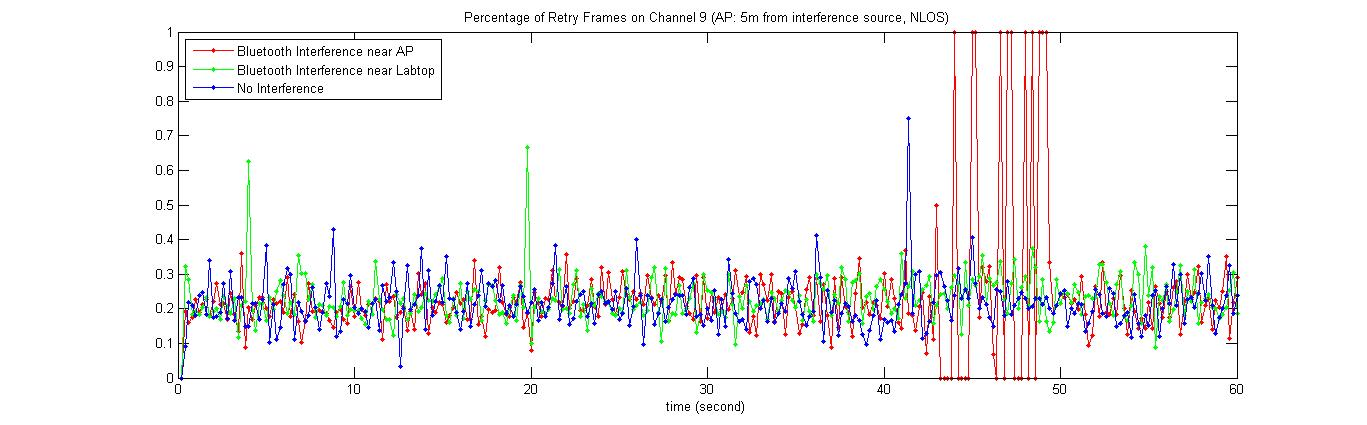 Percentage of Retry Frames on Channel 9 (AP: 5m from interference source, NLOS)
1
0.9
0.8
0.7
0.6
0.5
0.4
0.3
0.2
0.1
0
Bluetooth Interference near AP
Bluetooth Interference near Labtop
No Interference
0 10 20 30 40 50 60
time (second)